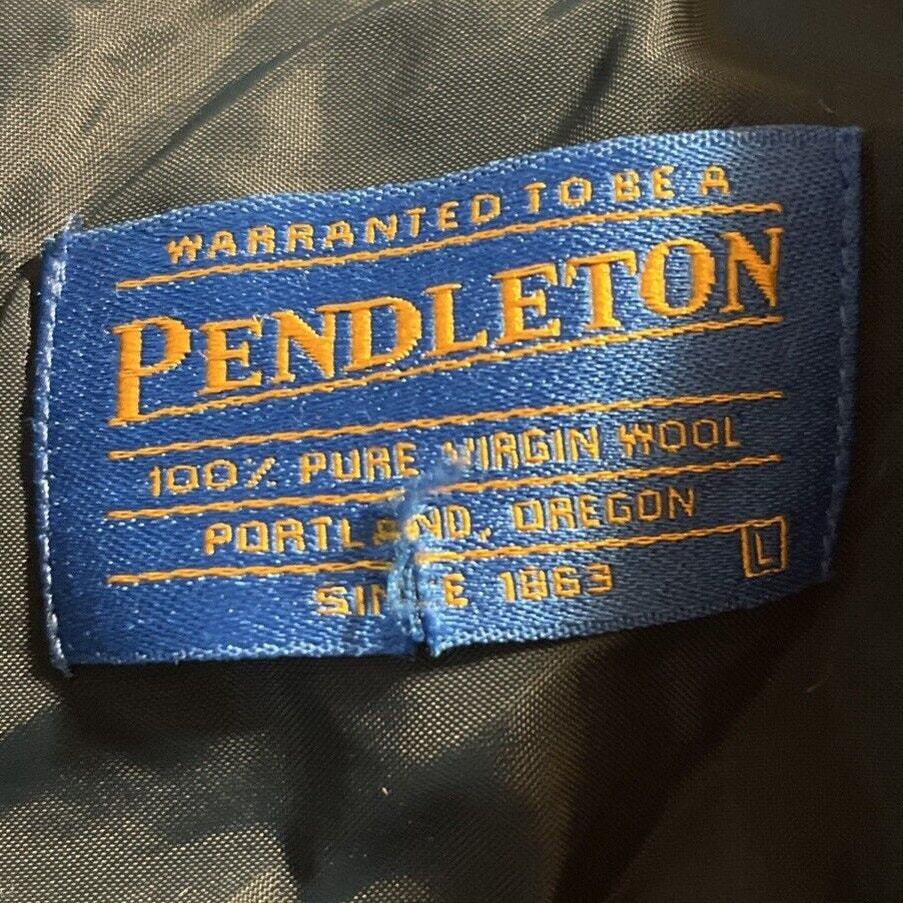 WARRANTED TO BE A
PENDLETON
100% PURE VIRGIN WOOL
PORTLAND, OREGON
SINCE 1863
L